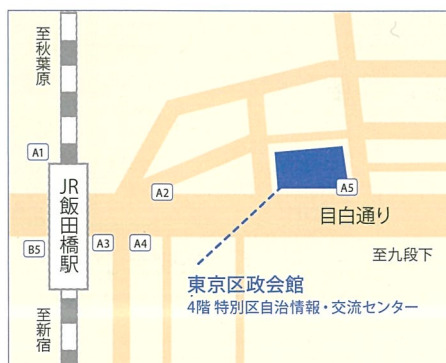 至秋葉原
A1
JR飯田橋駅
B5
A3
A4
A2
A5
目白通り
至九段下
東京区政会館
4階 特別区自治情報・交流センター
至新宿